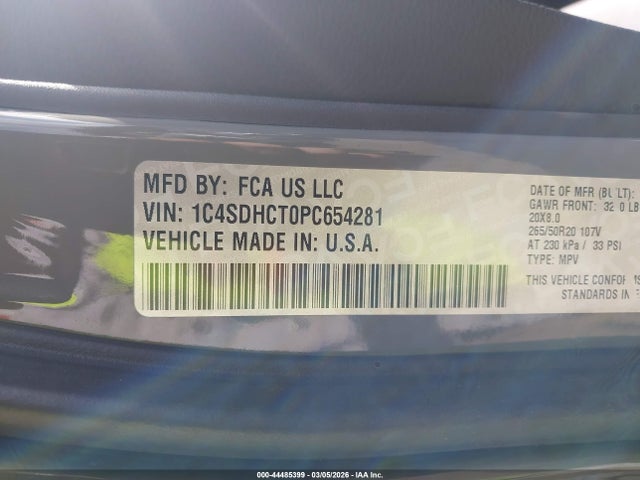 MFD BY: FCA US LLC
VIN: 1C4SDHCT0PC654281
VEHICLE MADE IN: U.S.A.
DATE OF MFR
GAWR FRONT:
20X8.0
265/50R20 107V
AT 230 kPa / 33 PSI
TYPE: MPV
THIS VEHICLE
STANDARDS IN
000-44485399 | 03/05/2026 | IAA Inc.